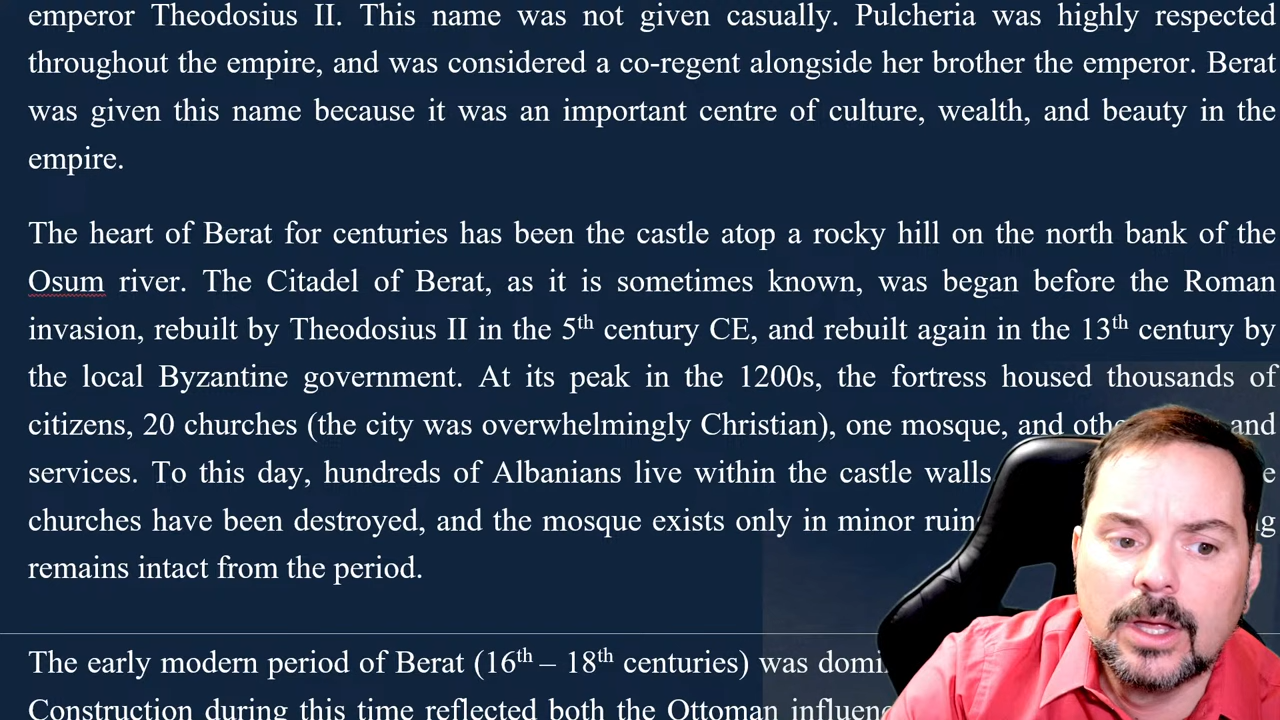 emperor Theodosius II. This name was not given casually. Pulcheria was highly respected
throughout the empire, and was considered a co-regent alongside her brother the emperor. Berat
was given this name because it was an important centre of culture, wealth, and beauty in the
empire.
The heart of Berat for centuries has been the castle atop a rocky hill on the north bank of the
Osum river. The Citadel of Berat, as it is sometimes known, was began before the Roman
invasion, rebuilt by Theodosius II in the 5th century CE, and rebuilt again in the 13th century by
the local Byzantine government. At its peak in the 1200s, the fortress housed thousands of
citizens, 20 churches (the city was overwhelmingly Christian), one mosque, and and
services. To this day, hundreds of Albanians live within the castle walls
churches have been destroyed, and the mosque exists only in minor
remains intact from the period.
The early modern period of Berat (16th – 18th centuries) was
Construction during this time reflected both the Ottoman